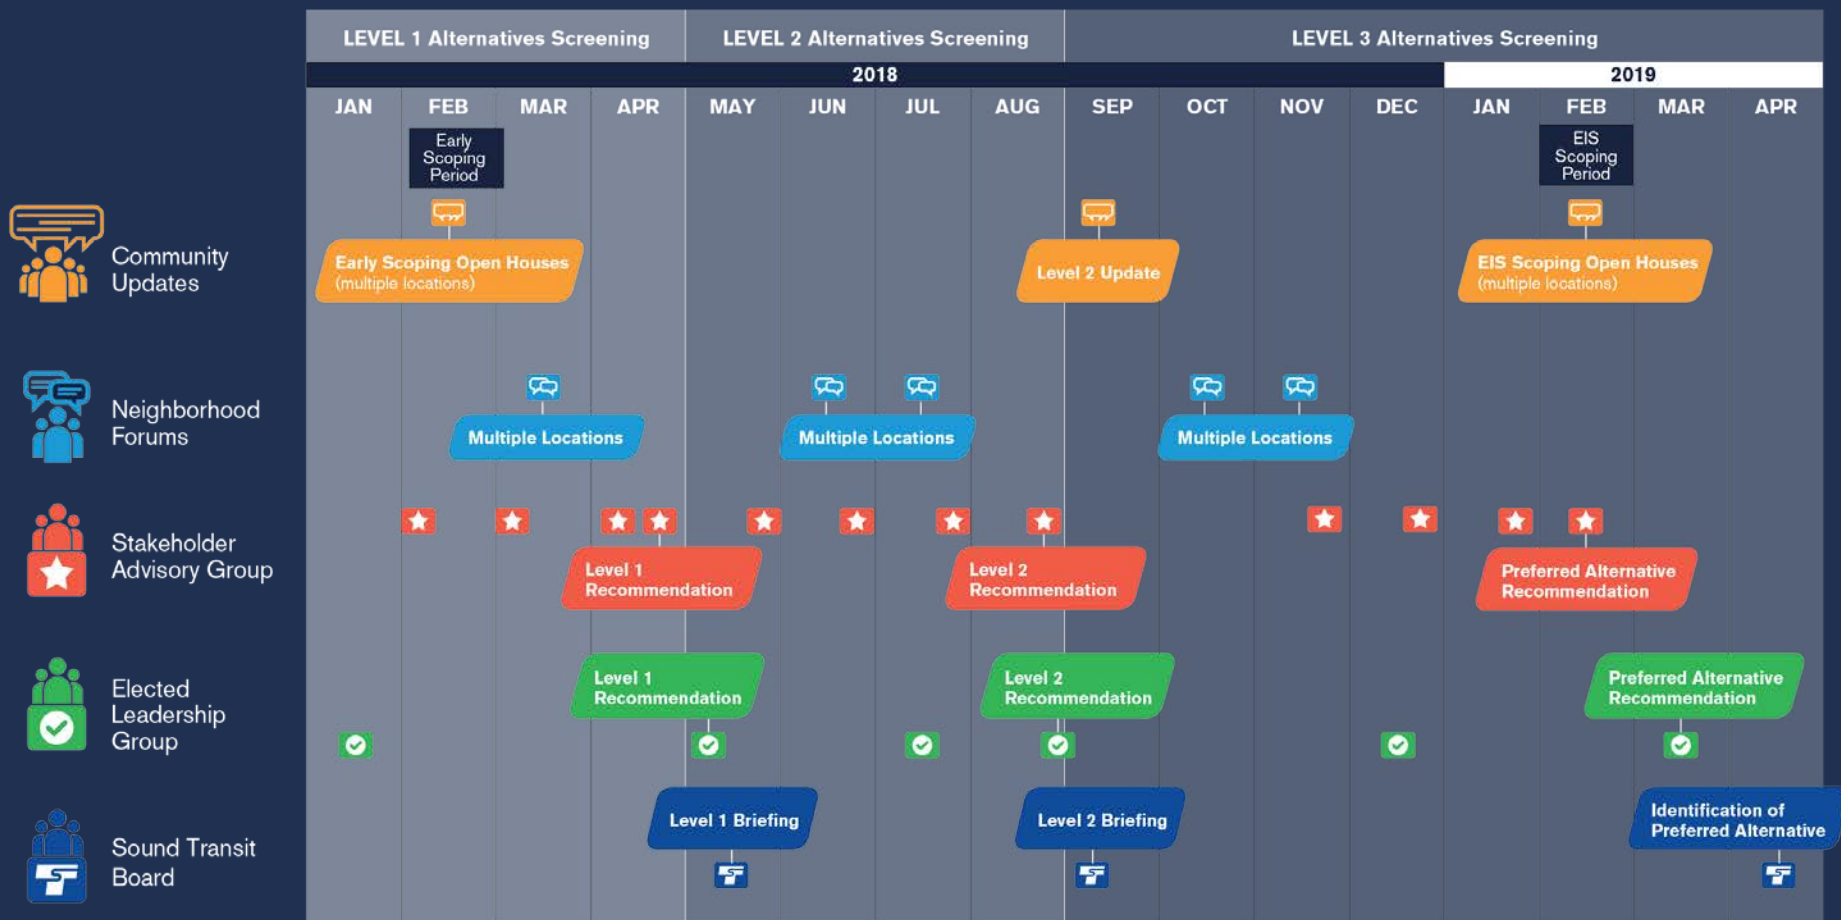 LEVEL 1 Alternatives Screening
LEVEL 2 Alternatives Screening
LEVEL 3 Alternatives Screening
2018
2019
JAN
FEB
MAR
APR
MAY
JUN
JUL
AUG
SEP
OCT
NOV
DEC
JAN
FEB
MAR
APR
Early
Scoping
Period
EIS
Scoping
Period
Community
Updates
Early Scoping Open Houses
(multiple locations)
Level 2 Update
EIS Scoping Open Houses
(multiple locations)
Neighborhood
Forums
Multiple Locations
Multiple Locations
Multiple Locations
Stakeholder
Advisory Group
Level 1
Recommendation
Level 2
Recommendation
Preferred Alternative
Recommendation
Elected
Leadership
Group
Level 1
Recommendation
Level 2
Recommendation
Preferred Alternative
Recommendation
Sound Transit
Board
Level 1 Briefing
Level 2 Briefing
Identification of
Preferred Alternative